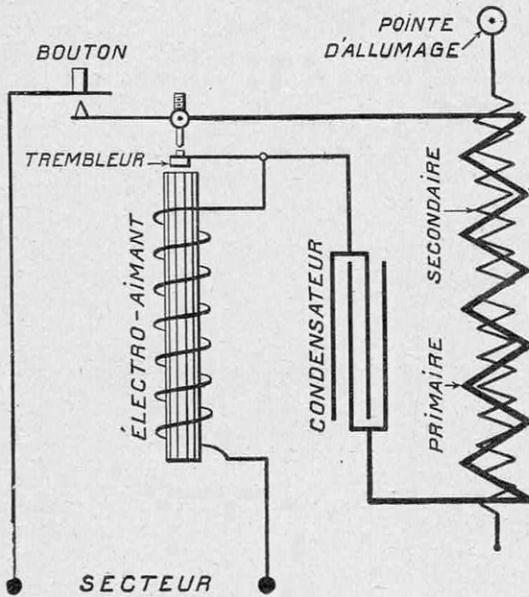 POINTE
D'ALLUMAGE
BOUTON
TREMBLEUR
ÉLECTRO-AIMANT
CONDENSATEUR
SECONDAIRE
PRIMAIRE
SECTEUR